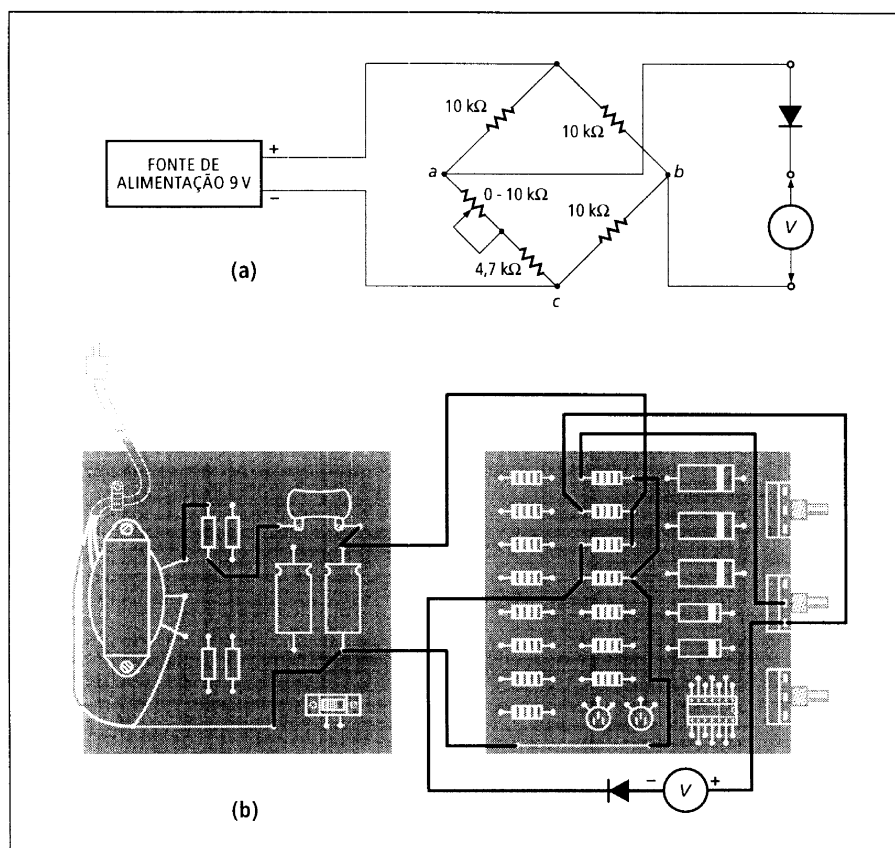 10 kΩ
10 kΩ
FONTE DE
ALIMENTAÇÃO 9 V
+
−
a
b
0 - 10 kΩ
10 kΩ
V
4,7 kΩ
c
(a)
− V +
(b)